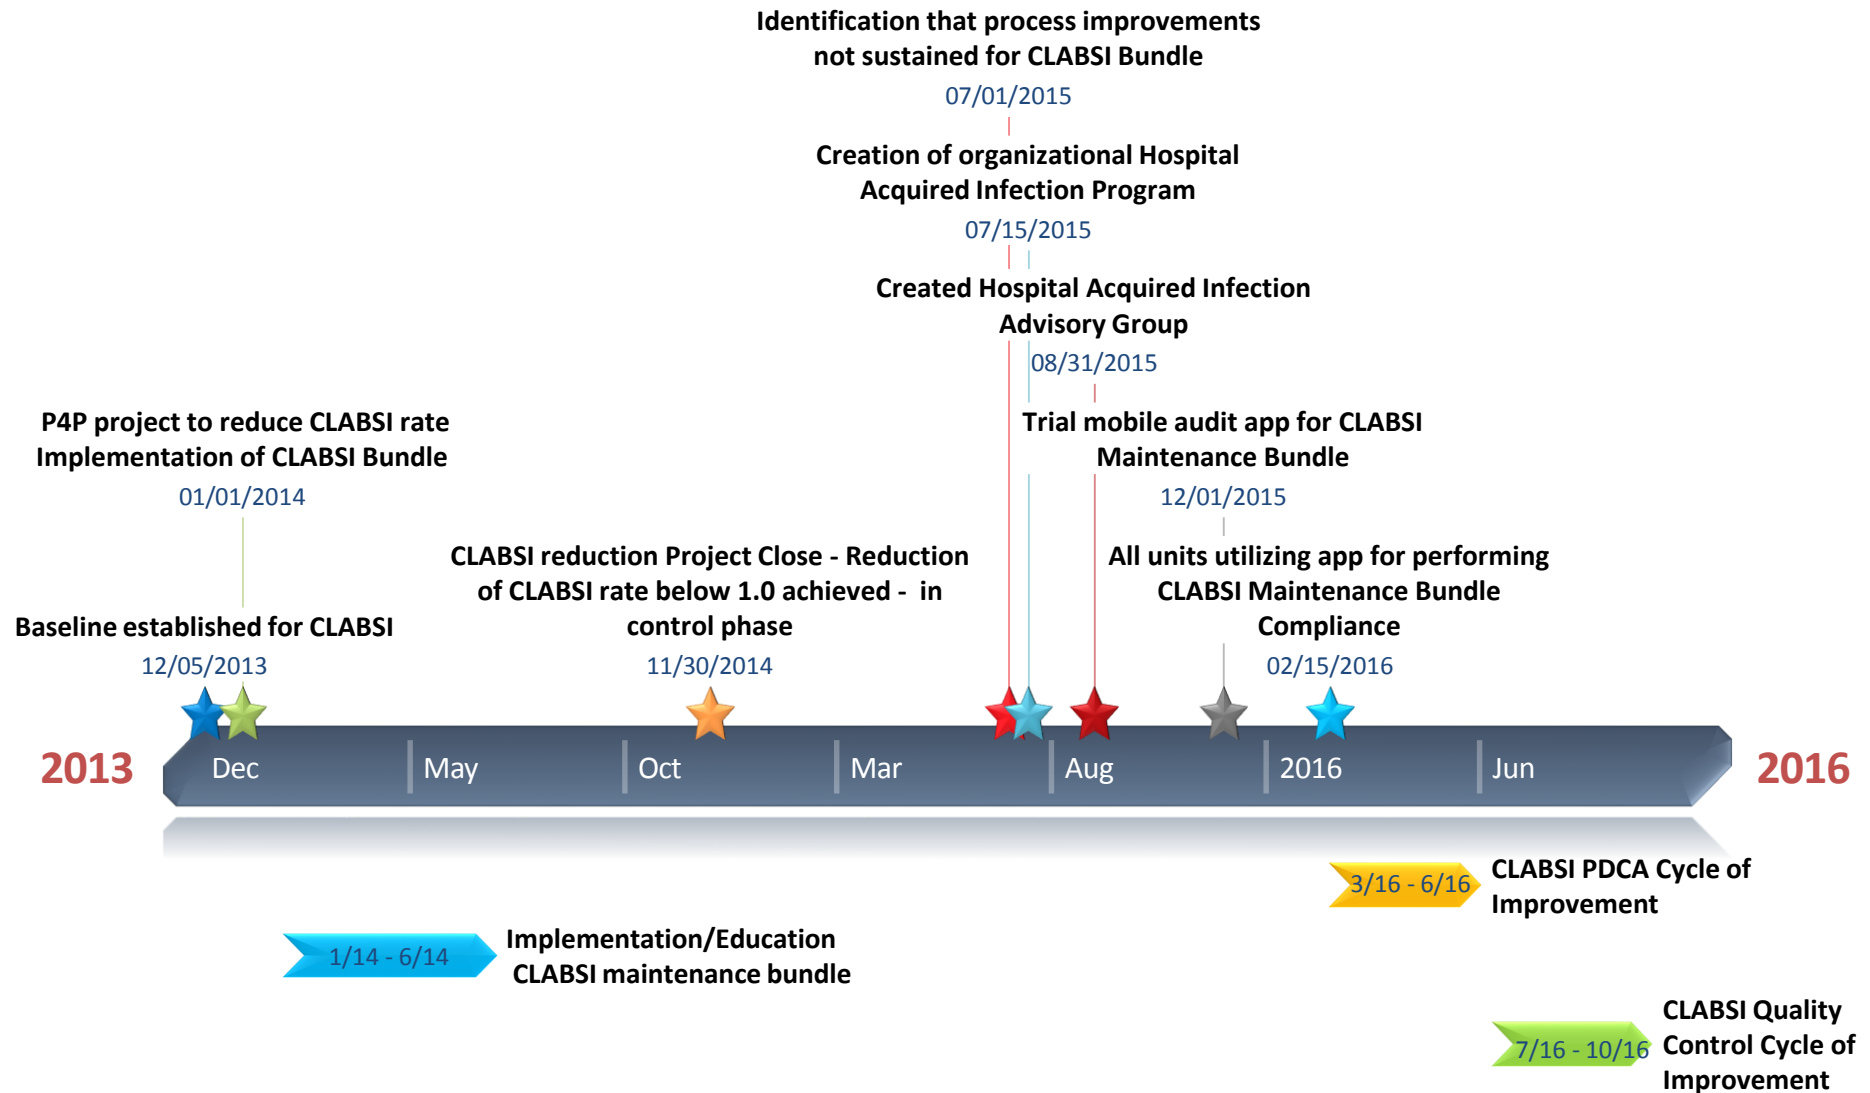 Identification that process improvements
not sustained for CLABSI Bundle
07/01/2015
Creation of organizational Hospital
Acquired Infection Program
07/15/2015
Created Hospital Acquired Infection
Advisory Group
08/31/2015
P4P project to reduce CLABSI rate
Implementation of CLABSI Bundle
01/01/2014
Trial mobile audit app for CLABSI
Maintenance Bundle
12/01/2015
Baseline established for CLABSI
12/05/2013
CLABSI reduction Project Close - Reduction
of CLABSI rate below 1.0 achieved - in
control phase
11/30/2014
All units utilizing app for performing
CLABSI Maintenance Bundle
Compliance
02/15/2016
2013
Dec
May
Oct
Mar
Aug
2016
Jun
2016
3/16 - 6/16
CLABSI PDCA Cycle of
Improvement
1/14 - 6/14
Implementation/Education
CLABSI maintenance bundle
7/16 - 10/16
CLABSI Quality
Control Cycle of
Improvement